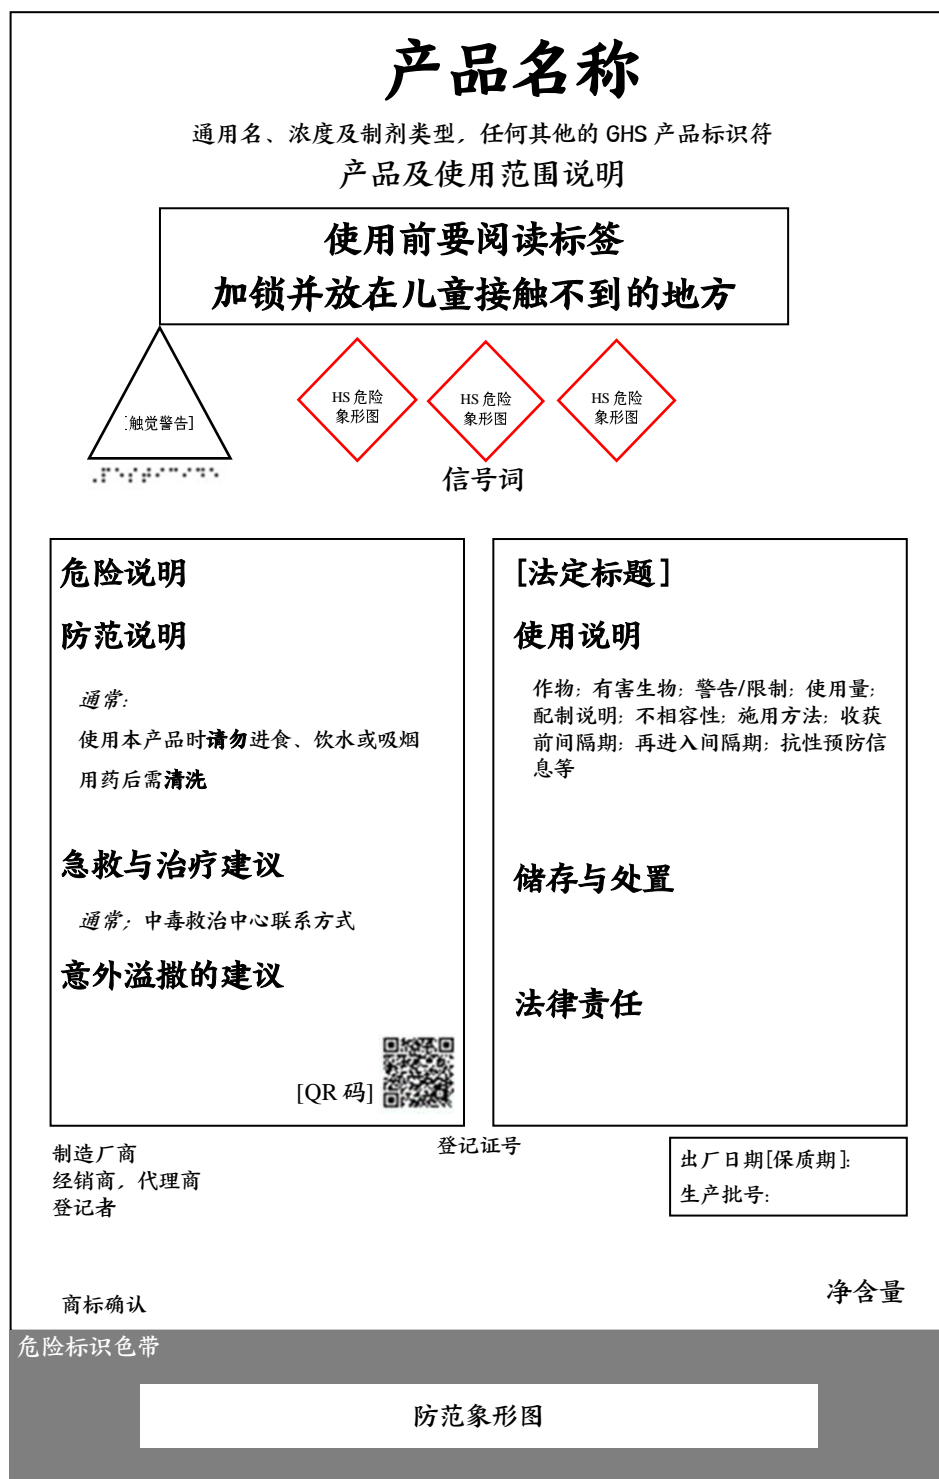 产品名称
通用名、浓度及制剂类型，任何其他的 GHS 产品标识符
产品及使用范围说明
使用前要阅读标签
加锁并放在儿童接触不到的地方
[触觉警告]
HS 危险
象形图
HS 危险
象形图
HS 危险
象形图
信号词
危险说明
防范说明
通常:
使用本产品时请勿进食、饮水或吸烟
用药后需清洗
急救与治疗建议
通常; 中毒救治中心联系方式
意外溢撒的建议
[QR 码]
[法定标题]
使用说明
作物; 有害生物; 警告/限制; 使用量;
配制说明; 不相容性; 施用方法; 收获
前间隔期; 再进入间隔期; 抗性预防信
息等
储存与处置
法律责任
制造厂商
经销商，代理商
登记者
登记证号
出厂日期[保质期]:
生产批号:
商标确认
净含量
危险标识色带
防范象形图